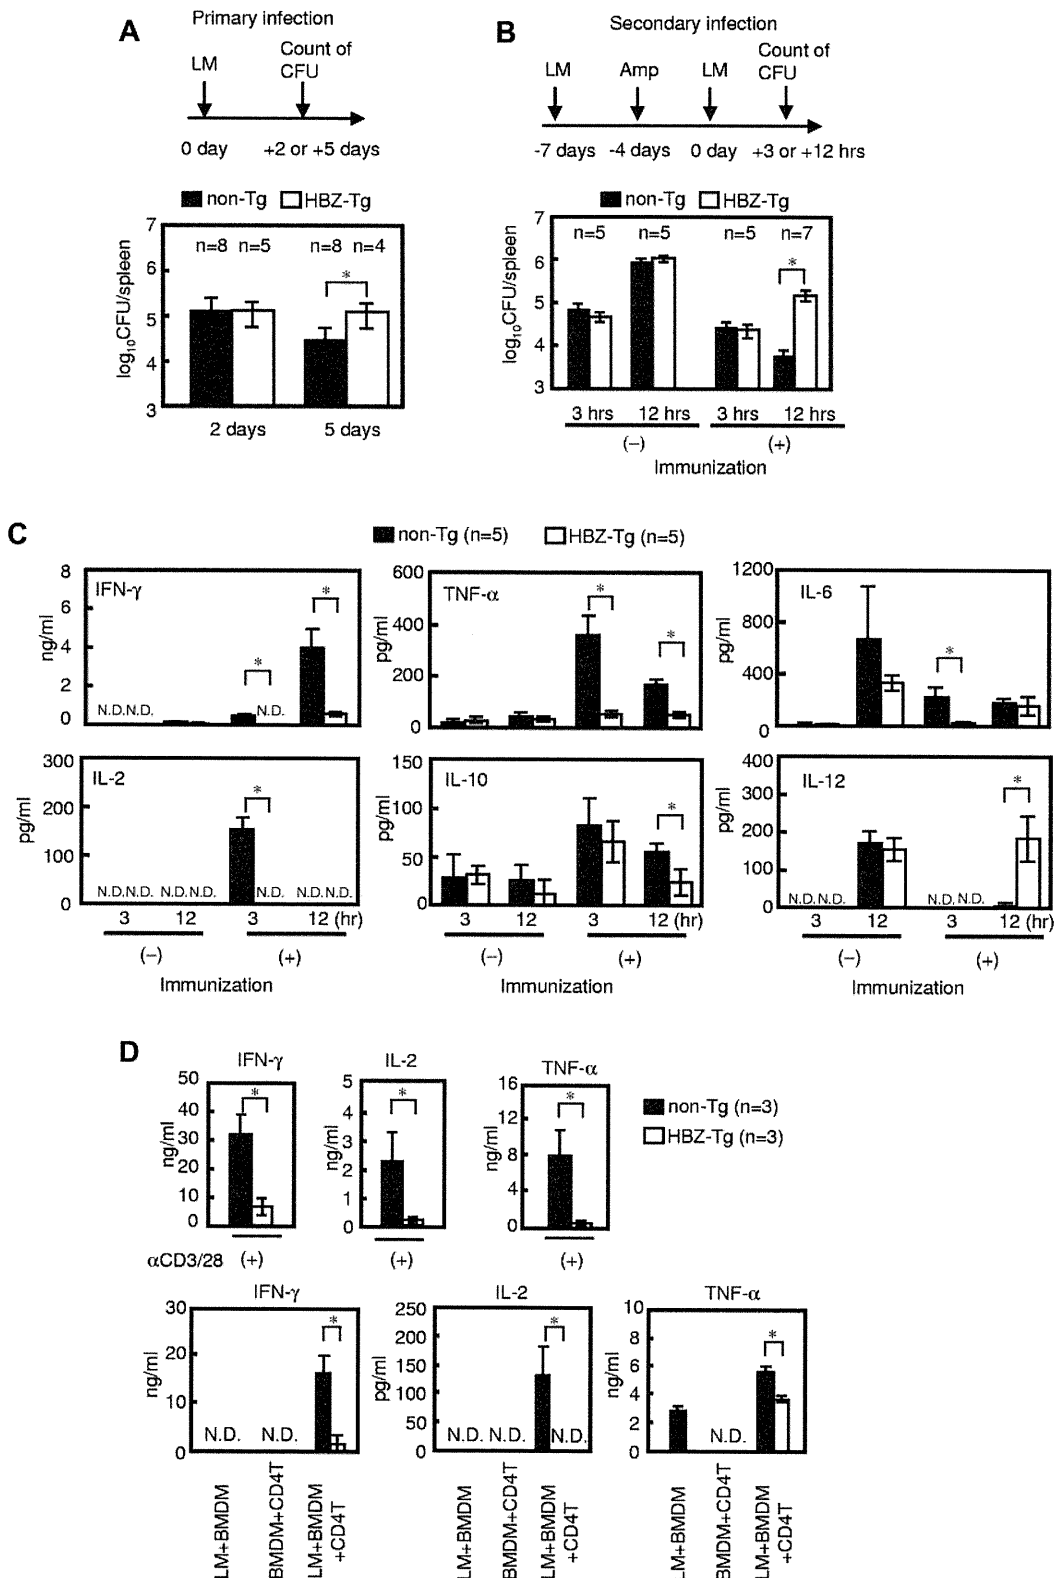 A
Primary infection
LM
Count of
CFU
0 day
+2 or +5 days
non-Tg
HBZ-Tg
log10CFU/spleen
7
6
5
4
3
n=8
n=5
n=8
n=4
*
2 days
5 days
B
Secondary infection
LM
Amp
LM
Count of
CFU
-7 days
-4 days
0 day
+3 or +12 hrs
non-Tg
HBZ-Tg
log10CFU/spleen
7
6
5
4
3
n=5
n=5
n=5
n=7
*
3 hrs
12 hrs
3 hrs
12 hrs
(–)
(+)
Immunization
C
non-Tg (n=5)
HBZ-Tg (n=5)
IFN-γ
ng/ml
8
6
4
2
0
N.D.N.D.
*
N.D.
*
TNF-α
pg/ml
600
400
200
0
*
*
IL-6
pg/ml
1200
800
400
0
*
IL-2
pg/ml
300
200
100
0
N.D.N.D.
N.D.N.D.
*
N.D.
N.D.N.D.
3
12
3
12 (hr)
(–)
(+)
Immunization
IL-10
pg/ml
150
100
50
0
*
3
12
3
12 (hr)
(–)
(+)
Immunization
IL-12
pg/ml
400
300
200
100
0
N.D.N.D.
N.D.N.D.
*
3
12
3
12 (hr)
(–)
(+)
Immunization
D
IFN-γ
ng/ml
50
40
30
20
10
0
*
αCD3/28
(+)
IL-2
ng/ml
5
4
3
2
1
0
*
(+)
TNF-α
ng/ml
16
12
8
4
0
*
(+)
non-Tg (n=3)
HBZ-Tg (n=3)
IFN-γ
ng/ml
30
20
10
0
N.D.
N.D.
*
LM+BMDM
BMDM+CD4T
LM+BMDM
+CD4T
IL-2
pg/ml
250
200
150
100
50
0
N.D.
N.D.
*
N.D.
LM+BMDM
BMDM+CD4T
LM+BMDM
+CD4T
TNF-α
ng/ml
10
8
6
4
2
0
N.D.
*
LM+BMDM
BMDM+CD4T
LM+BMDM
+CD4T